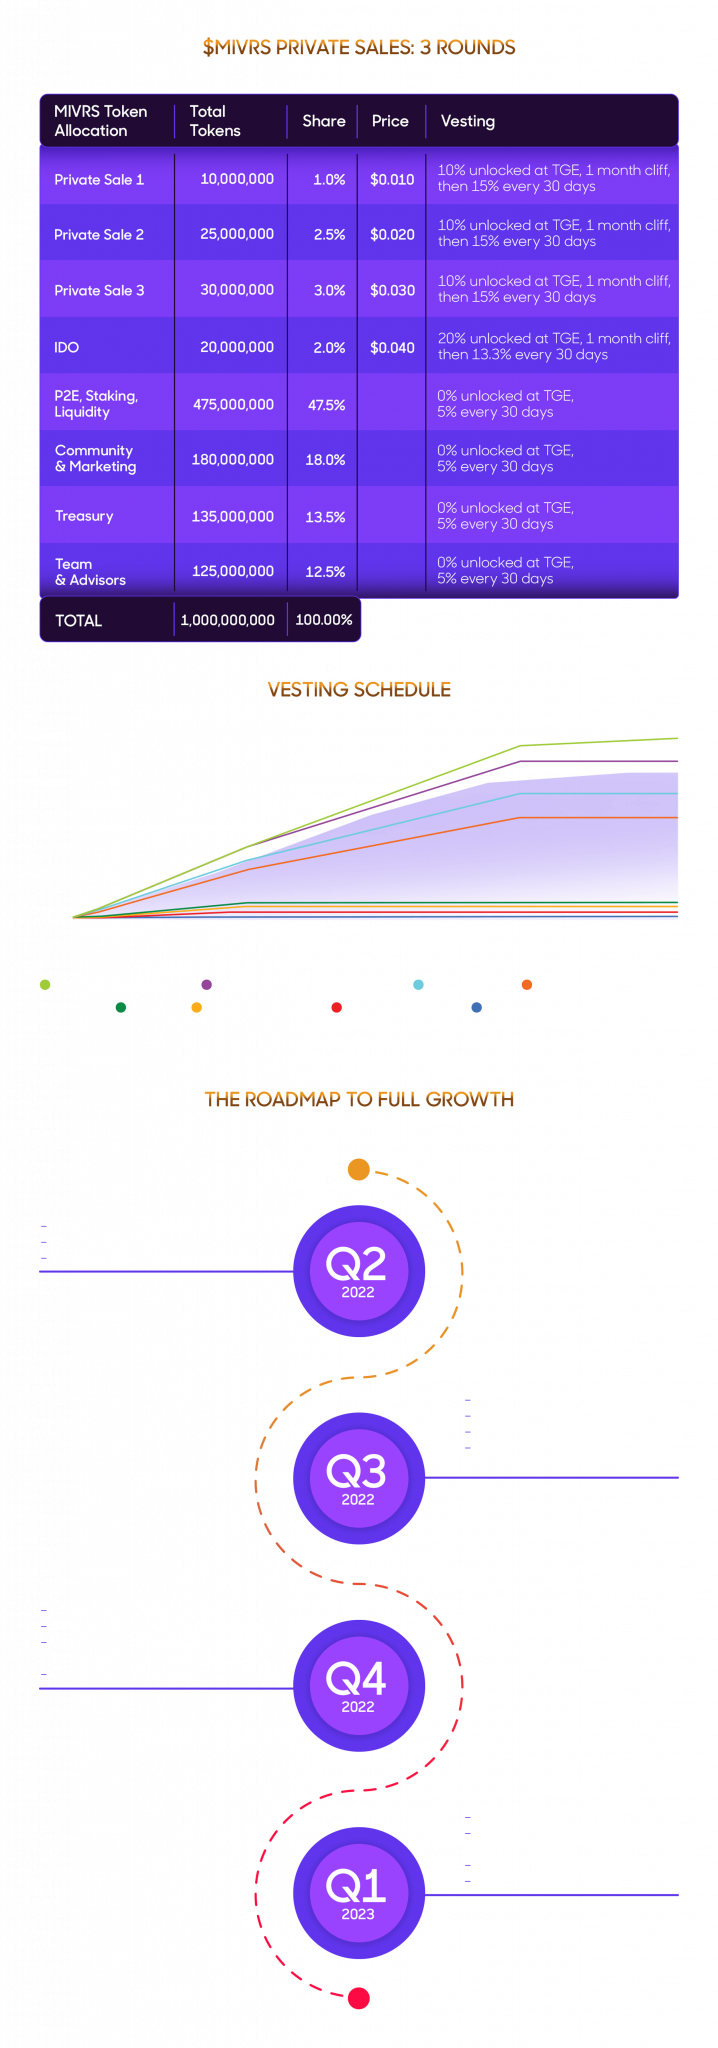 $MIVRS PRIVATE SALES: 3 ROUNDS
MIVRS Token
Allocation
Total
Tokens
Share
Price
Vesting
Private Sale 1
10,000,000
1.0%
$0.010
10% unlocked at TGE, 1 month cliff,
then 15% every 30 days
Private Sale 2
25,000,000
2.5%
$0.020
10% unlocked at TGE, 1 month cliff,
then 15% every 30 days
Private Sale 3
30,000,000
3.0%
$0.030
10% unlocked at TGE, 1 month cliff,
then 15% every 30 days
IDO
20,000,000
2.0%
$0.040
20% unlocked at TGE, 1 month cliff,
then 13.3% every 30 days
P2E, Staking,
Liquidity
475,000,000
47.5%
0% unlocked at TGE,
5% every 30 days
Community
& Marketing
180,000,000
18.0%
0% unlocked at TGE,
5% every 30 days
Treasury
135,000,000
13.5%
0% unlocked at TGE,
5% every 30 days
Team
& Advisors
125,000,000
12.5%
0% unlocked at TGE,
5% every 30 days
TOTAL
1,000,000,000
100.00%
VESTING SCHEDULE
THE ROADMAP TO FULL GROWTH
Q2
2022
Q3
2022
Q4
2022
Q1
2023